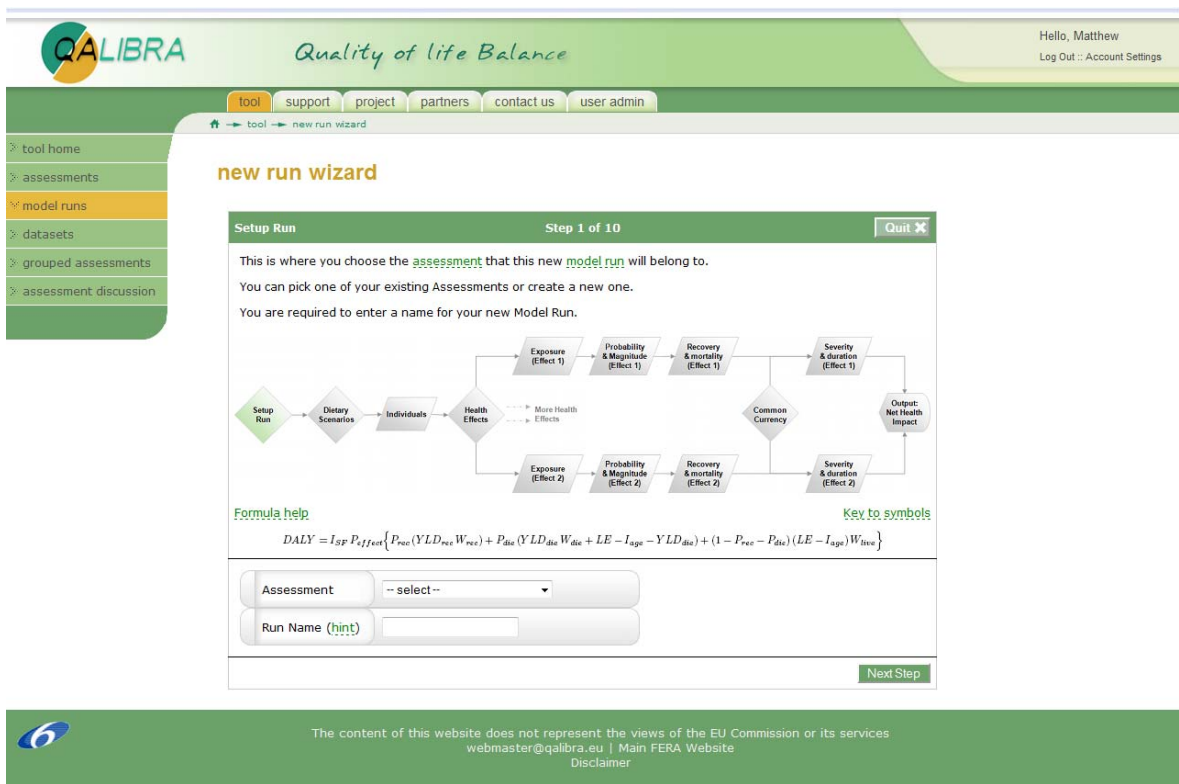 QALIBRA
Quality of life Balance
Hello, Matthew
Log Out :: Account Settings
tool support project partners contact us user admin
tool new run wizard
tool home
assessments
model runs
datasets
grouped assessments
assessment discussion
new run wizard
Setup Run Step 1 of 10 Quit X
This is where you choose the assessment that this new model run will belong to.
You can pick one of your existing Assessments or create a new one.
You are required to enter a name for your new Model Run.
Setup
Run
Dietary
Scenarios
Individuals
Health
Effects
More Health
Effects
Exposure
(Effect 1)
Probability
& Magnitude
(Effect 1)
Recovery
& mortality
(Effect 1)
Severity
& duration
(Effect 1)
Common
Currency
Output:
Net Health
Impact
Exposure
(Effect 2)
Probability
& Magnitude
(Effect 2)
Recovery
& mortality
(Effect 2)
Severity
& duration
(Effect 2)
Formula help Key to symbols
DALY = I_SF P_effect{P_rec(YLD_rec W_rec) + P_die(YLD_die W_die + LE − I_age − YLD_die) + (1 − P_rec − P_die)(LE − I_age)W_live}
Assessment -- select --
Run Name (hint)
Next Step
6
The content of this website does not represent the views of the EU Commission or its services
webmaster@qalibra.eu | Main FERA Website
Disclaimer